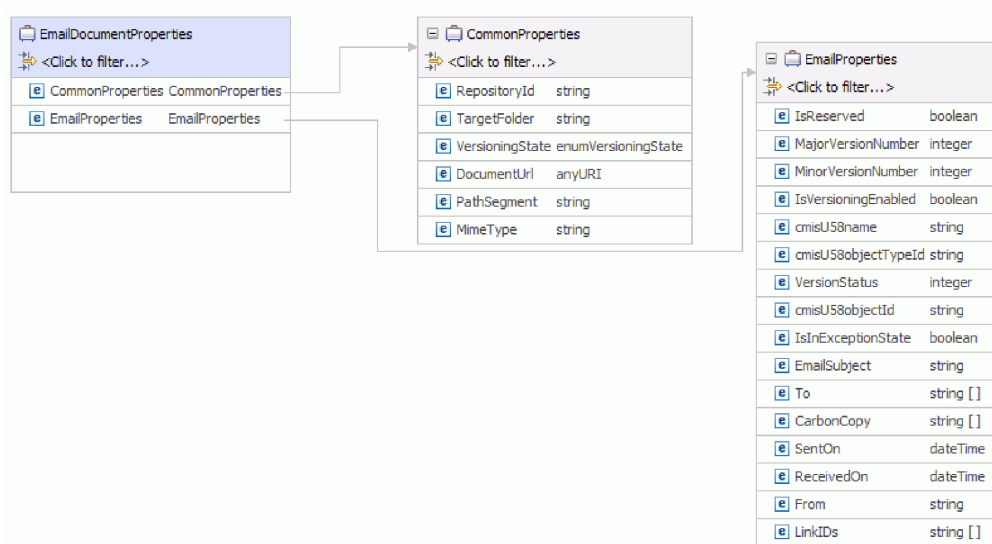 EmailDocumentProperties
<Click to filter...>
CommonProperties CommonProperties
EmailProperties EmailProperties
CommonProperties
<Click to filter...>
RepositoryId string
TargetFolder string
VersioningState enumVersioningState
DocumentUrl anyURI
PathSegment string
MimeType string
EmailProperties
<Click to filter...>
IsReserved boolean
MajorVersionNumber integer
MinorVersionNumber integer
IsVersioningEnabled boolean
cmisU58name string
cmisU58objectTypeId string
VersionStatus integer
cmisU58objectId string
IsInExceptionState boolean
EmailSubject string
To string []
CarbonCopy string []
SentOn dateTime
ReceivedOn dateTime
From string
LinkIDs string []